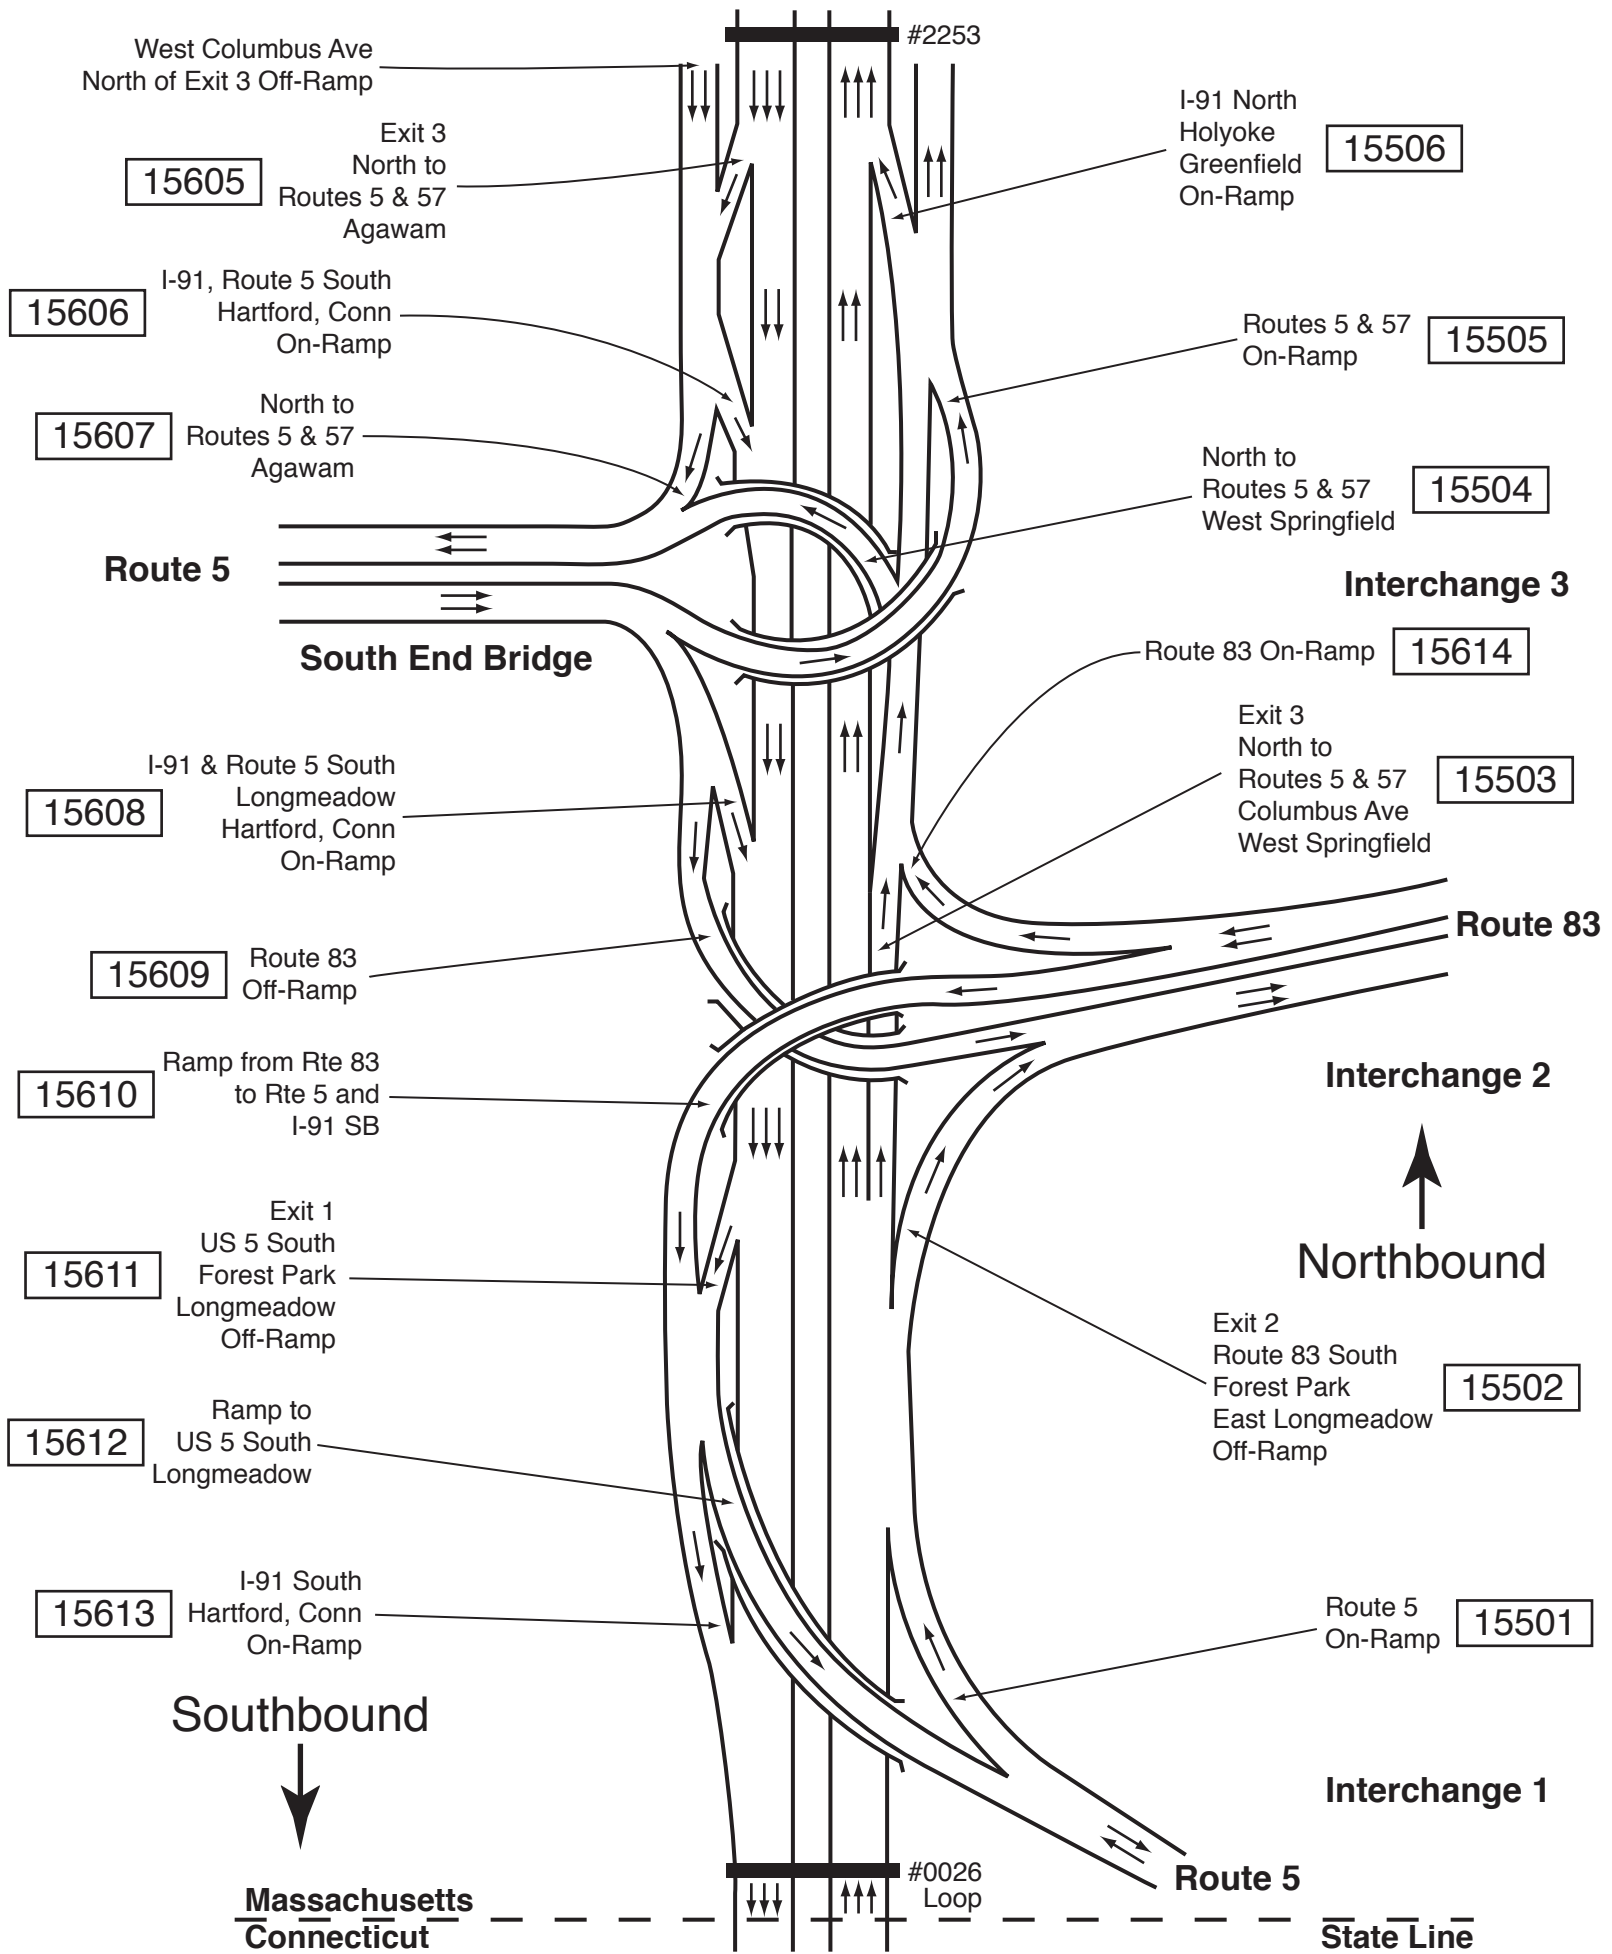 #2253
West Columbus Ave
North of Exit 3 Off-Ramp
15605
Exit 3
North to
Routes 5 & 57
Agawam
I-91 North
Holyoke
Greenfield
On-Ramp
15506
15606
I-91, Route 5 South
Hartford, Conn
On-Ramp
Routes 5 & 57
On-Ramp
15505
15607
North to
Routes 5 & 57
Agawam
North to
Routes 5 & 57
West Springfield
15504
Route 5
Interchange 3
South End Bridge
Route 83 On-Ramp
15614
Exit 3
North to
Routes 5 & 57
Columbus Ave
West Springfield
15503
15608
I-91 & Route 5 South
Longmeadow
Hartford, Conn
On-Ramp
Route 83
15609
Route 83
Off-Ramp
15610
Ramp from Rte 83
to Rte 5 and
I-91 SB
Interchange 2
15611
Exit 1
US 5 South
Forest Park
Longmeadow
Off-Ramp
Northbound
Exit 2
Route 83 South
Forest Park
East Longmeadow
Off-Ramp
15502
15612
Ramp to
US 5 South
Longmeadow
15613
I-91 South
Hartford, Conn
On-Ramp
Route 5
On-Ramp
15501
Southbound
Interchange 1
#0026
Loop
Route 5
Massachusetts
Connecticut
State Line